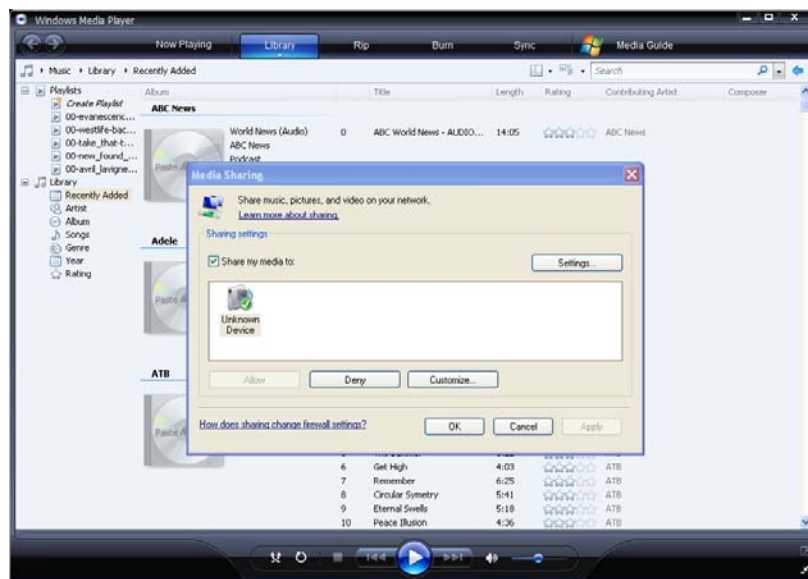 Windows Media Player
Now Playing Library Rip Burn Sync Media Guide
Music Library Recently Added Search
Playlists
Create Playlist
00-evanescenc...
00-westlife-bac...
00-take_that-t...
00-new_found_...
00-avril_lavigne...
Library
Recently Added
Artist
Album
Songs
Genre
Year
Rating
Album Title Length Rating Contributing Artist Composer
ABC News
World News (Audio) 0 ABC World News - AUDIO... 14:05 ABC News
ABC News
Podcast
Paste A
Adele
Paste A
ATB
Paste A
Media Sharing
Share music, pictures, and video on your network.
Learn more about sharing.
Sharing settings
Share my media to:
Settings...
Unknown
Device
Allow Deny Customize...
How does sharing change firewall settings?
OK Cancel Apply
6 Get High 4:03 ATB
7 Remember 6:25 ATB
8 Circular Symetry 5:41 ATB
9 Eternal Swells 5:18 ATB
10 Peace Illusion 4:36 ATB